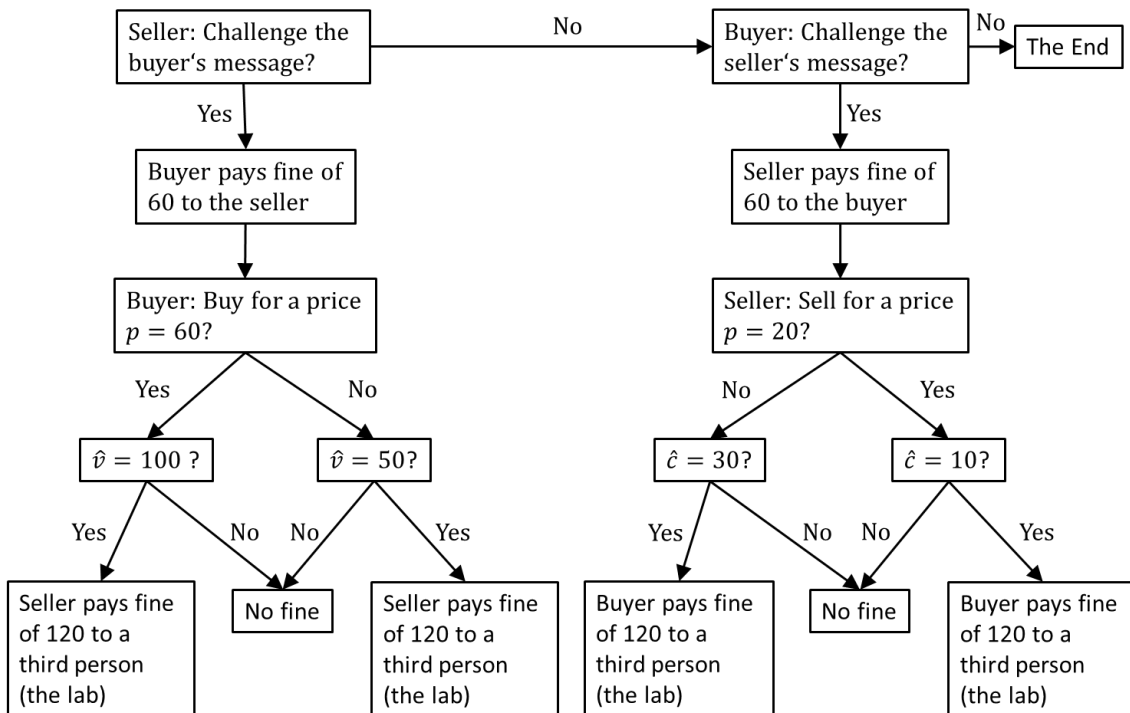 Seller: Challenge the
buyer‘s message?
No
Buyer: Challenge the
seller‘s message?
No
The End
Yes
Yes
Buyer pays fine of
60 to the seller
Seller pays fine of
60 to the buyer
Buyer: Buy for a price
p = 60?
Seller: Sell for a price
p = 20?
Yes
No
No
Yes
v̂ = 100 ?
v̂ = 50?
ĉ = 30?
ĉ = 10?
Yes
No
No
Yes
Yes
No
No
Yes
Seller pays fine
of 120 to a
third person
(the lab)
No fine
Seller pays fine
of 120 to a
third person
(the lab)
Buyer pays fine
of 120 to a
third person
(the lab)
No fine
Buyer pays fine
of 120 to a
third person
(the lab)